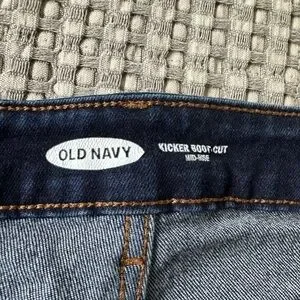 OLD NAVY
KICKER BOOT-CUT
MID-RISE